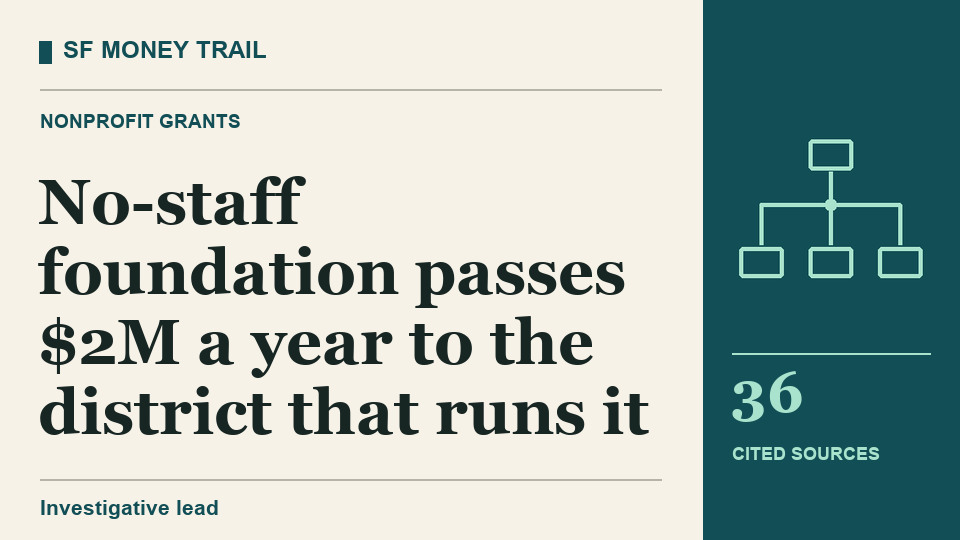 SF MONEY TRAIL
NONPROFIT GRANTS
No-staff
foundation passes
$2M a year to the
district that runs it
Investigative lead
36
CITED SOURCES